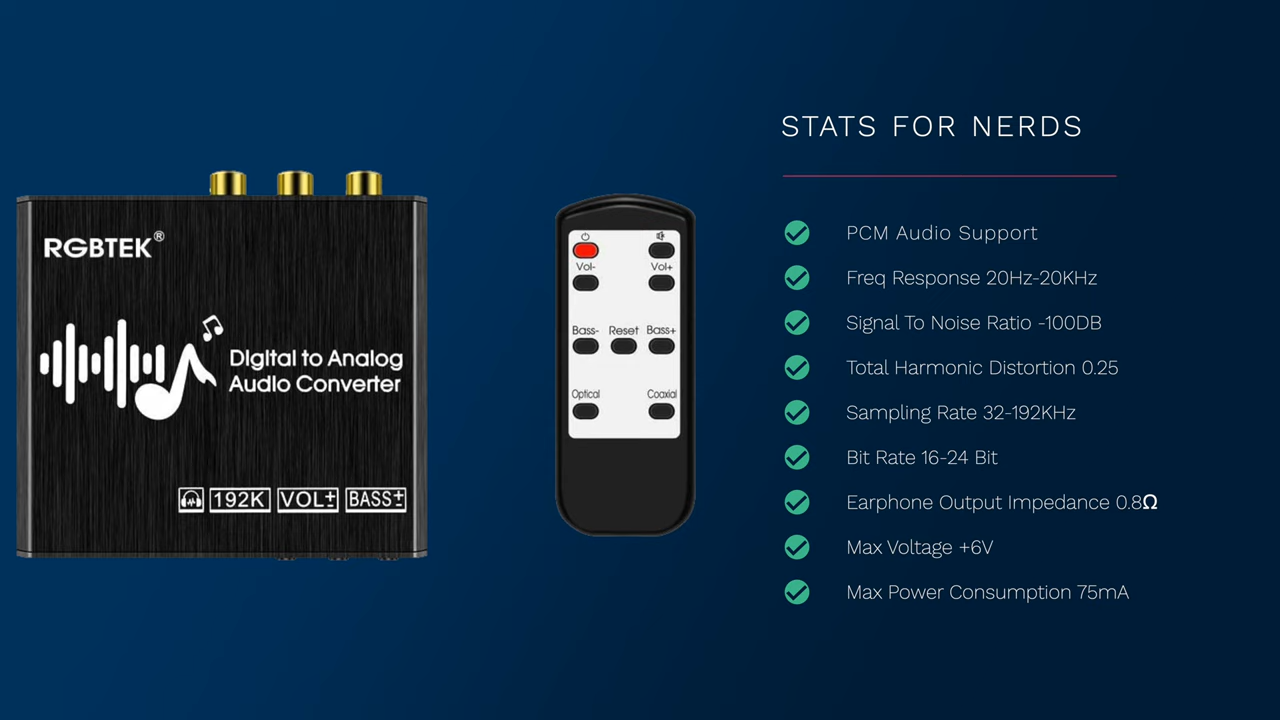 RGBTEK®
Digital to Analog
Audio Converter
192K VOL± BASS±
Vol- Vol+
Bass- Reset Bass+
Optical Coaxial
STATS FOR NERDS
PCM Audio Support
Freq Response 20Hz-20KHz
Signal To Noise Ratio -100DB
Total Harmonic Distortion 0.25
Sampling Rate 32-192KHz
Bit Rate 16-24 Bit
Earphone Output Impedance 0.8Ω
Max Voltage +6V
Max Power Consumption 75mA